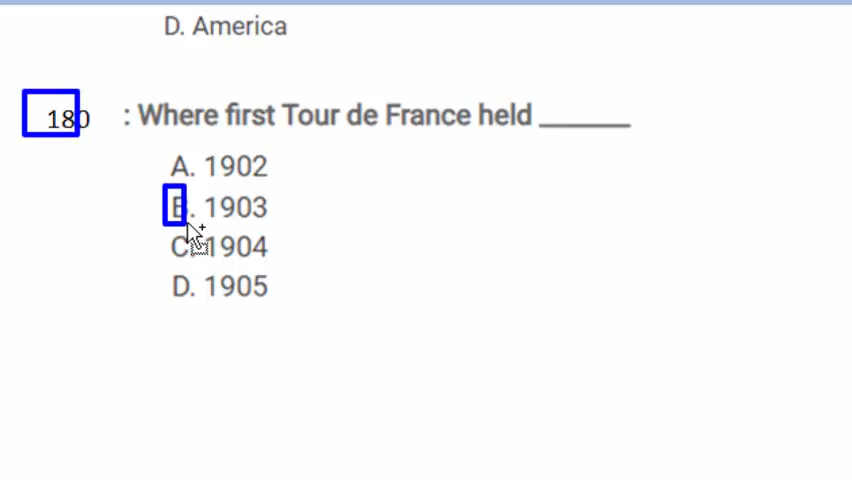 D. America
180 : Where first Tour de France held _______
A. 1902
B. 1903
C. 1904
D. 1905